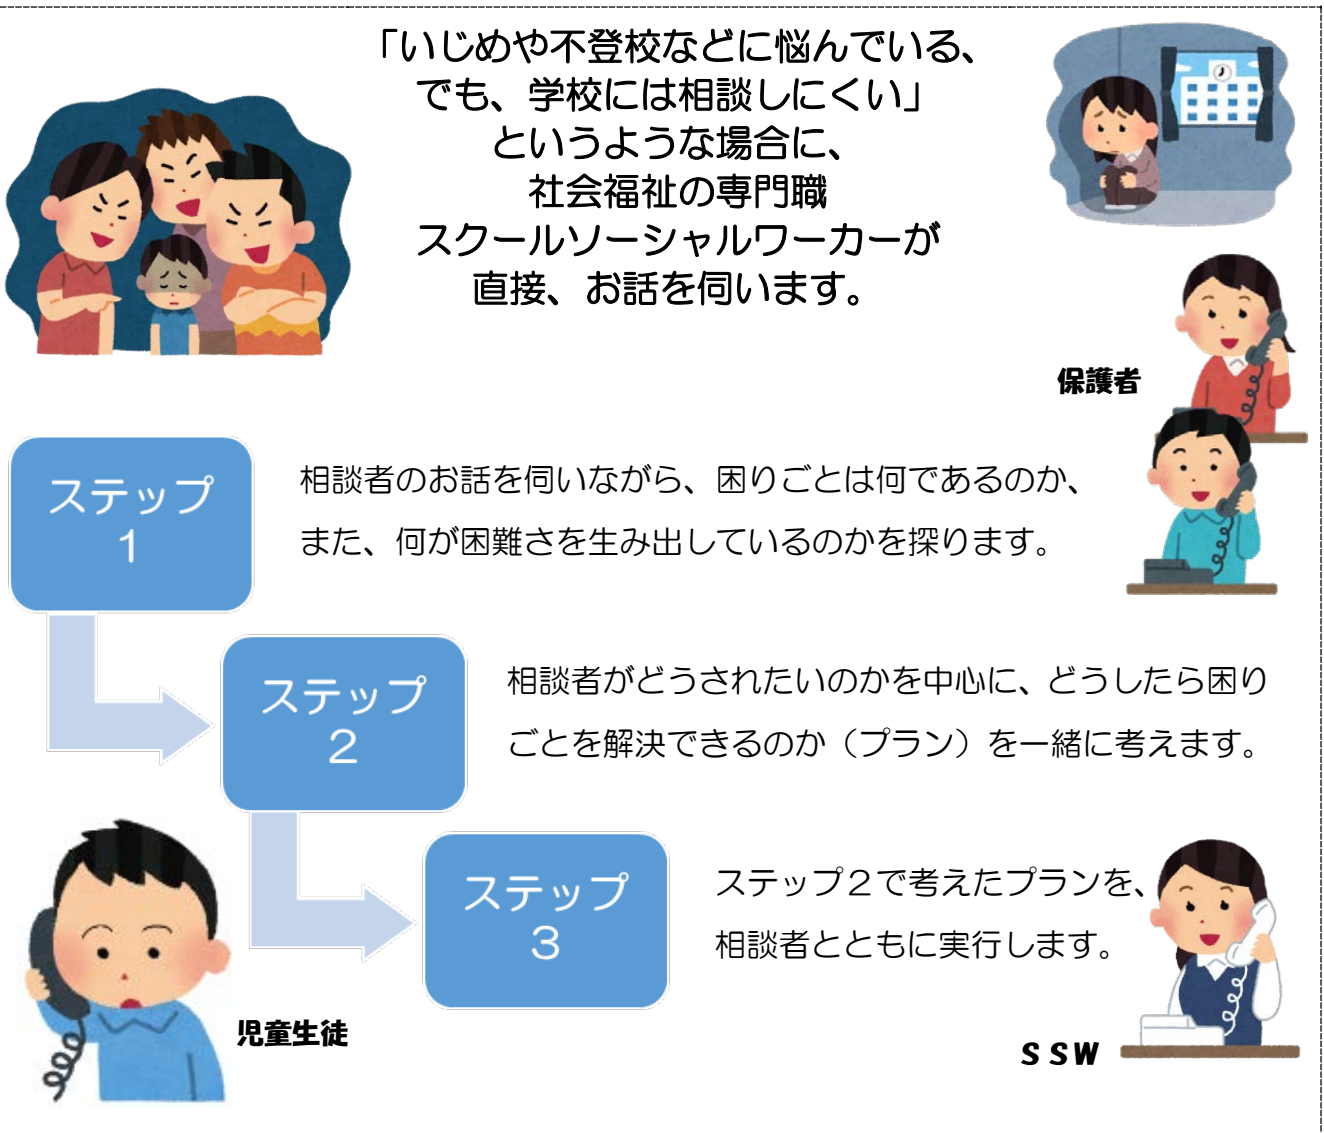 「いじめや不登校などに悩んでいる、
でも、学校には相談しにくい」
というような場合に、
社会福祉の専門職
スクールソーシャルワーカーが
直接、お話を伺います。
保護者
ステップ
1
相談者のお話を伺いながら、困りごとは何であるのか、
また、何が困難さを生み出しているのかを探ります。
ステップ
2
相談者がどうされたいのかを中心に、どうしたら困り
ごとを解決できるのか（プラン）を一緒に考えます。
ステップ
3
ステップ２で考えたプランを、
相談者とともに実行します。
児童生徒
ＳＳＷ